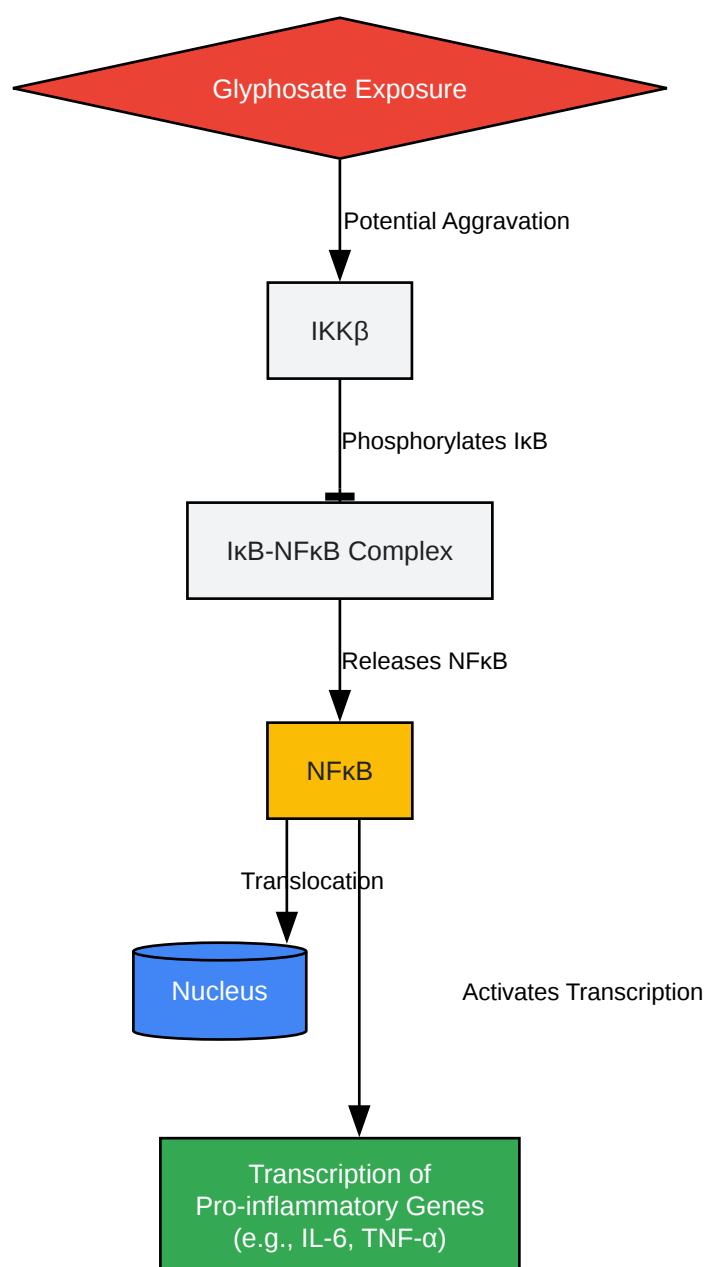 Glyphosate Exposure
Potential Aggravation
IKKβ
Phosphorylates IκB
IκB-NFκB Complex
Releases NFκB
NFκB
Translocation
Nucleus
Activates Transcription
Transcription of
Pro-inflammatory Genes
(e.g., IL-6, TNF-α)